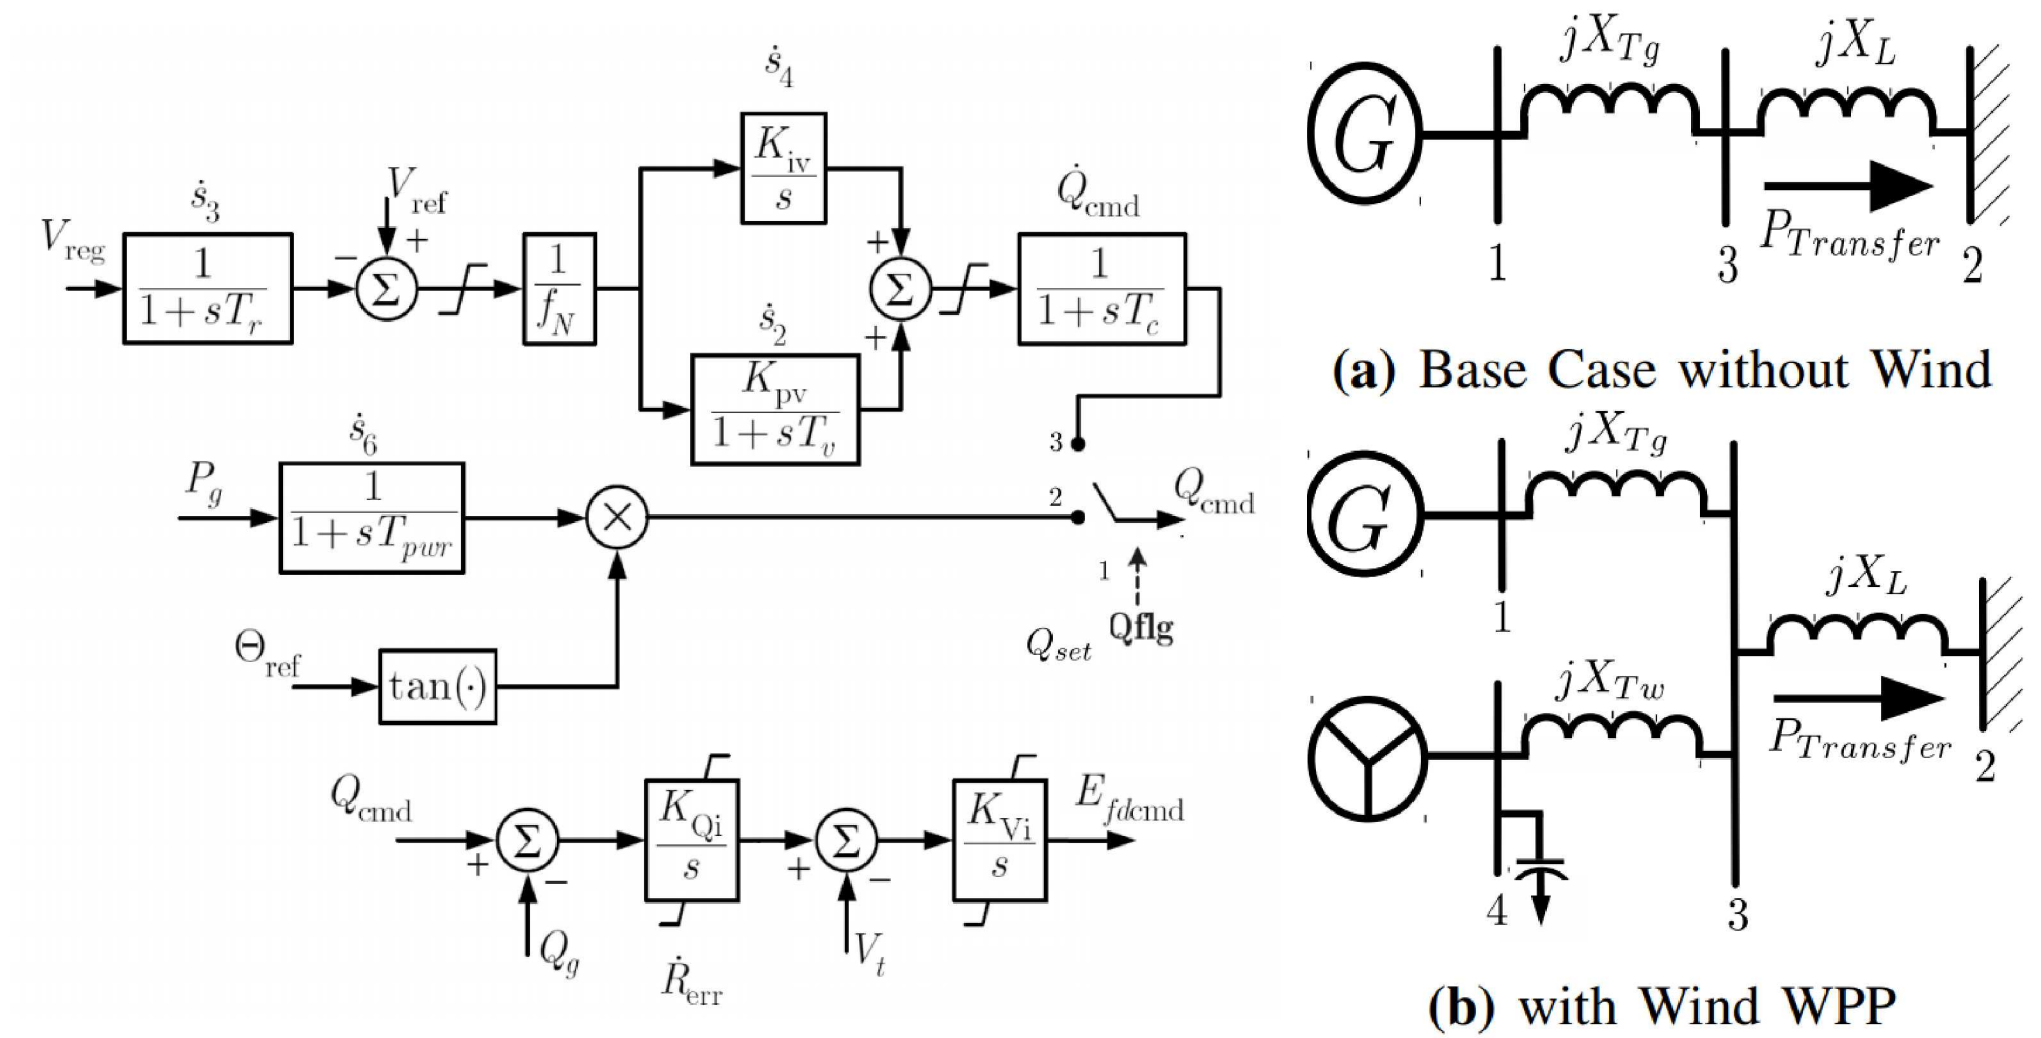 ṡ₄
K_iv
s
ṡ₃
V_ref
Q̇_cmd
V_reg
1
1 + sT_r
−
+
Σ
1
f_N
+
Σ
+
1
1 + sT_c
ṡ₂
K_pv
1 + sT_v
ṡ₆
P_g
1
1 + sT_pwr
×
3
2
Q_cmd
1
Qflg
Q_set
Θ_ref
tan(·)
Q_cmd
+
Σ
−
Q_g
K_Qi
s
Ṙ_err
+
Σ
−
V_t
K_Vi
s
E_fdcmd
jX_Tg
jX_L
G
P_Transfer
1
3
2
(a) Base Case without Wind
jX_Tg
G
1
jX_L
jX_Tw
P_Transfer
2
4
3
(b) with Wind WPP